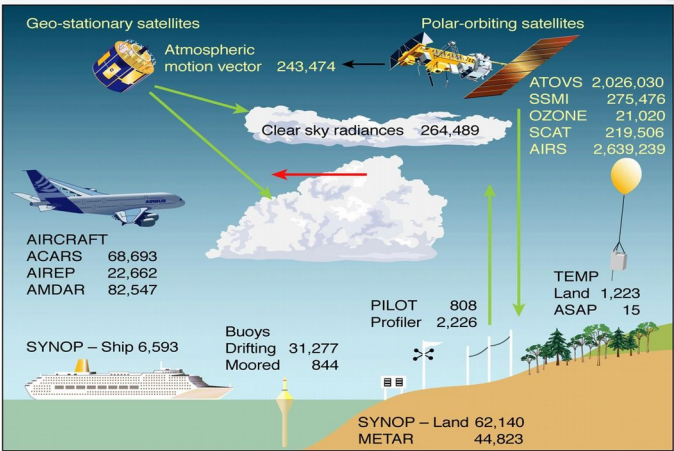 Geo-stationary satellites
Polar-orbiting satellites
Atmospheric
motion vector 243,474
ATOVS 2,026,030
SSMI 275,476
OZONE 21,020
SCAT 219,506
AIRS 2,639,239
Clear sky radiances 264,489
AIRBUS
AIRCRAFT
ACARS 68,693
AIREP 22,662
AMDAR 82,547
TEMP
Land 1,223
ASAP 15
PILOT 808
Profiler 2,226
Buoys
Drifting 31,277
Moored 844
SYNOP – Ship 6,593
SYNOP – Land 62,140
METAR 44,823